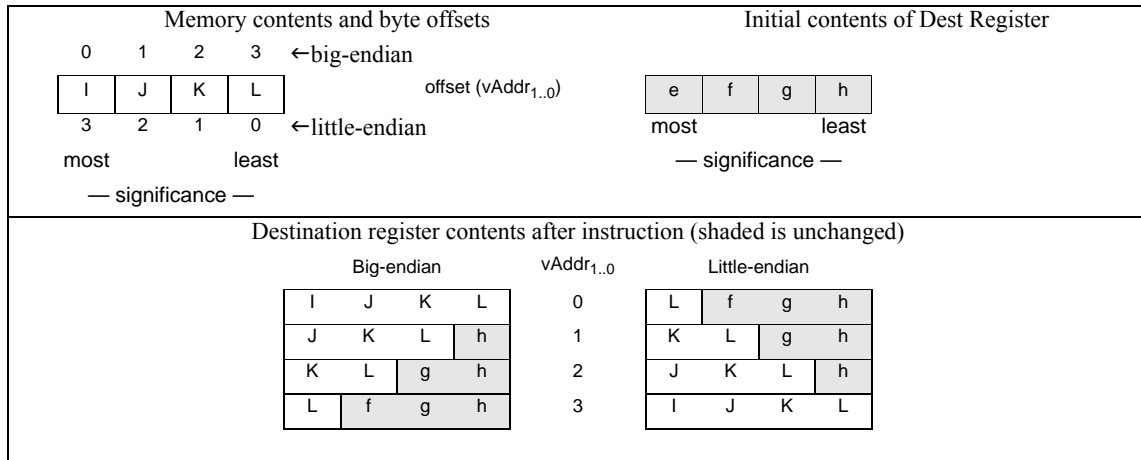 Memory contents and byte offsets Initial contents of Dest Register
0 1 2 3 ←big-endian
I J K L offset (vAddr1..0) e f g h
3 2 1 0 ←little-endian most least
most least — significance —
— significance —
Destination register contents after instruction (shaded is unchanged)
Big-endian vAddr1..0 Little-endian
I J K L 0 L f g h
J K L h 1 K L g h
K L g h 2 J K L h
L f g h 3 I J K L